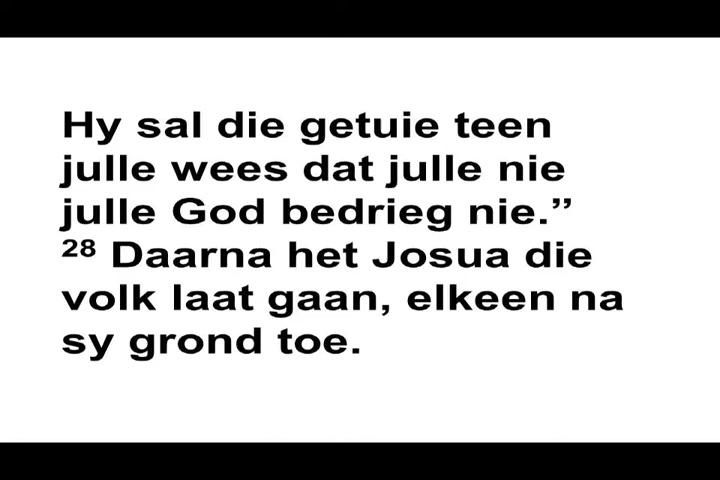 Hy sal die getuie teen
julle wees dat julle nie
julle God bedrieg nie.”
²⁸ Daarna het Josua die
volk laat gaan, elkeen na
sy grond toe.